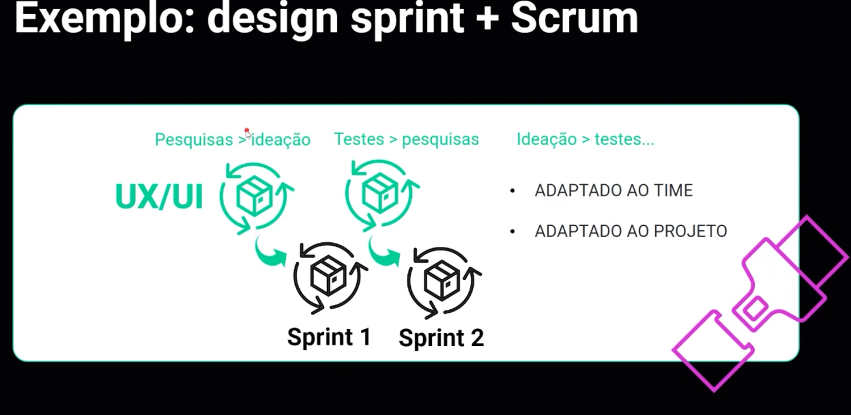 Exemplo: design sprint + Scrum
Pesquisas > ideação
Testes > pesquisas
Ideação > testes...
UX/UI
• ADAPTADO AO TIME
• ADAPTADO AO PROJETO
Sprint 1
Sprint 2